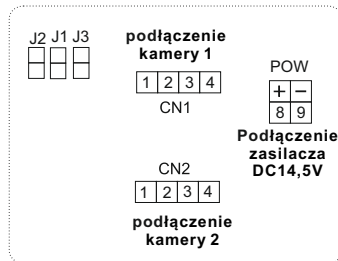 J2 J1 J3
podłączenie
kamery 1
1 2 3 4
CN1
POW
+ −
8 9
Podłączenie
zasilacza
DC14,5V
CN2
1 2 3 4
podłączenie
kamery 2